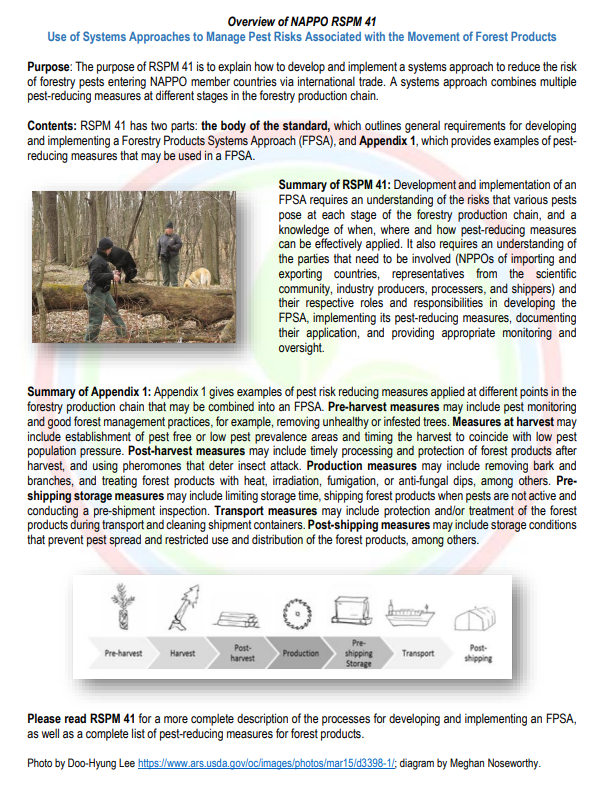 Overview of NAPPO RSPM 41
Use of Systems Approaches to Manage Pest Risks Associated with the Movement of Forest Products
Purpose: The purpose of RSPM 41 is to explain how to develop and implement a systems approach to reduce the risk
of forestry pests entering NAPPO member countries via international trade. A systems approach combines multiple
pest-reducing measures at different stages in the forestry production chain.
Contents: RSPM 41 has two parts: the body of the standard, which outlines general requirements for developing
and implementing a Forestry Products Systems Approach (FPSA), and Appendix 1, which provides examples of pest-
reducing measures that may be used in a FPSA.
Summary of RSPM 41: Development and implementation of an
FPSA requires an understanding of the risks that various pests
pose at each stage of the forestry production chain, and a
knowledge of when, where and how pest-reducing measures
can be effectively applied. It also requires an understanding of
the parties that need to be involved (NPPOs of importing and
exporting countries, representatives from the scientific
community, industry producers, processers, and shippers) and
their respective roles and responsibilities in developing the
FPSA, implementing its pest-reducing measures, documenting
their application, and providing appropriate monitoring and
oversight.
Summary of Appendix 1: Appendix 1 gives examples of pest risk reducing measures applied at different points in the
forestry production chain that may be combined into an FPSA. Pre-harvest measures may include pest monitoring
and good forest management practices, for example, removing unhealthy or infested trees. Measures at harvest may
include establishment of pest free or low pest prevalence areas and timing the harvest to coincide with low pest
population pressure. Post-harvest measures may include timely processing and protection of forest products after
harvest, and using pheromones that deter insect attack. Production measures may include removing bark and
branches, and treating forest products with heat, irradiation, fumigation, or anti-fungal dips, among others. Pre-
shipping storage measures may include limiting storage time, shipping forest products when pests are not active and
conducting a pre-shipment inspection. Transport measures may include protection and/or treatment of the forest
products during transport and cleaning shipment containers. Post-shipping measures may include storage conditions
that prevent pest spread and restricted use and distribution of the forest products, among others.
Pre-harvest
Harvest
Post-
harvest
Production
Pre-
shipping
Storage
Transport
Post-
shipping
Please read RSPM 41 for a more complete description of the processes for developing and implementing an FPSA,
as well as a complete list of pest-reducing measures for forest products.
Photo by Doo-Hyung Lee https://www.ars.usda.gov/oc/images/photos/mar15/d3398-1/; diagram by Meghan Noseworthy.